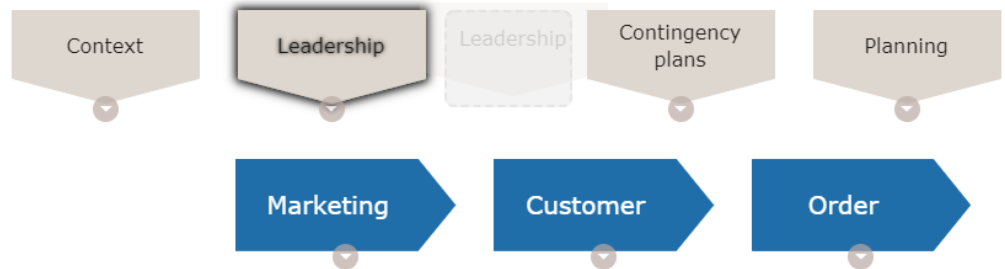 Context
Leadership
Leadership
Contingency
plans
Planning
Marketing
Customer
Order